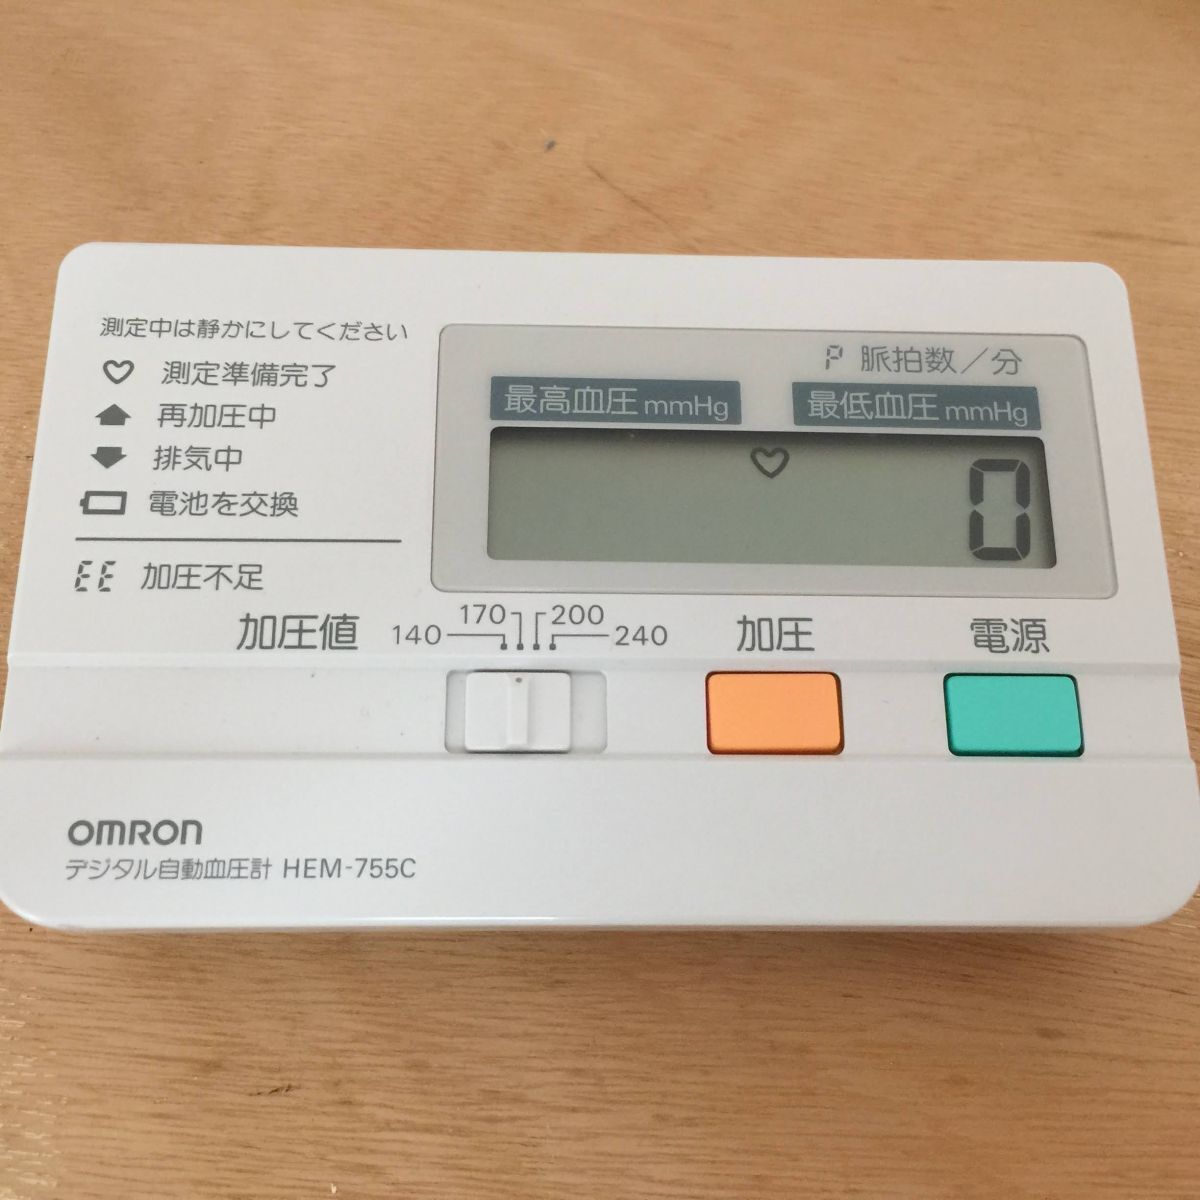 測定中は静かにしてください
測定準備完了
再加圧中
排気中
電池を交換
EE 加圧不足
P 脈拍数／分
最高血圧 mmHg 最低血圧 mmHg
0
加圧値 140 170 200 240 加圧 電源
OMRON
デジタル自動血圧計 HEM-755C